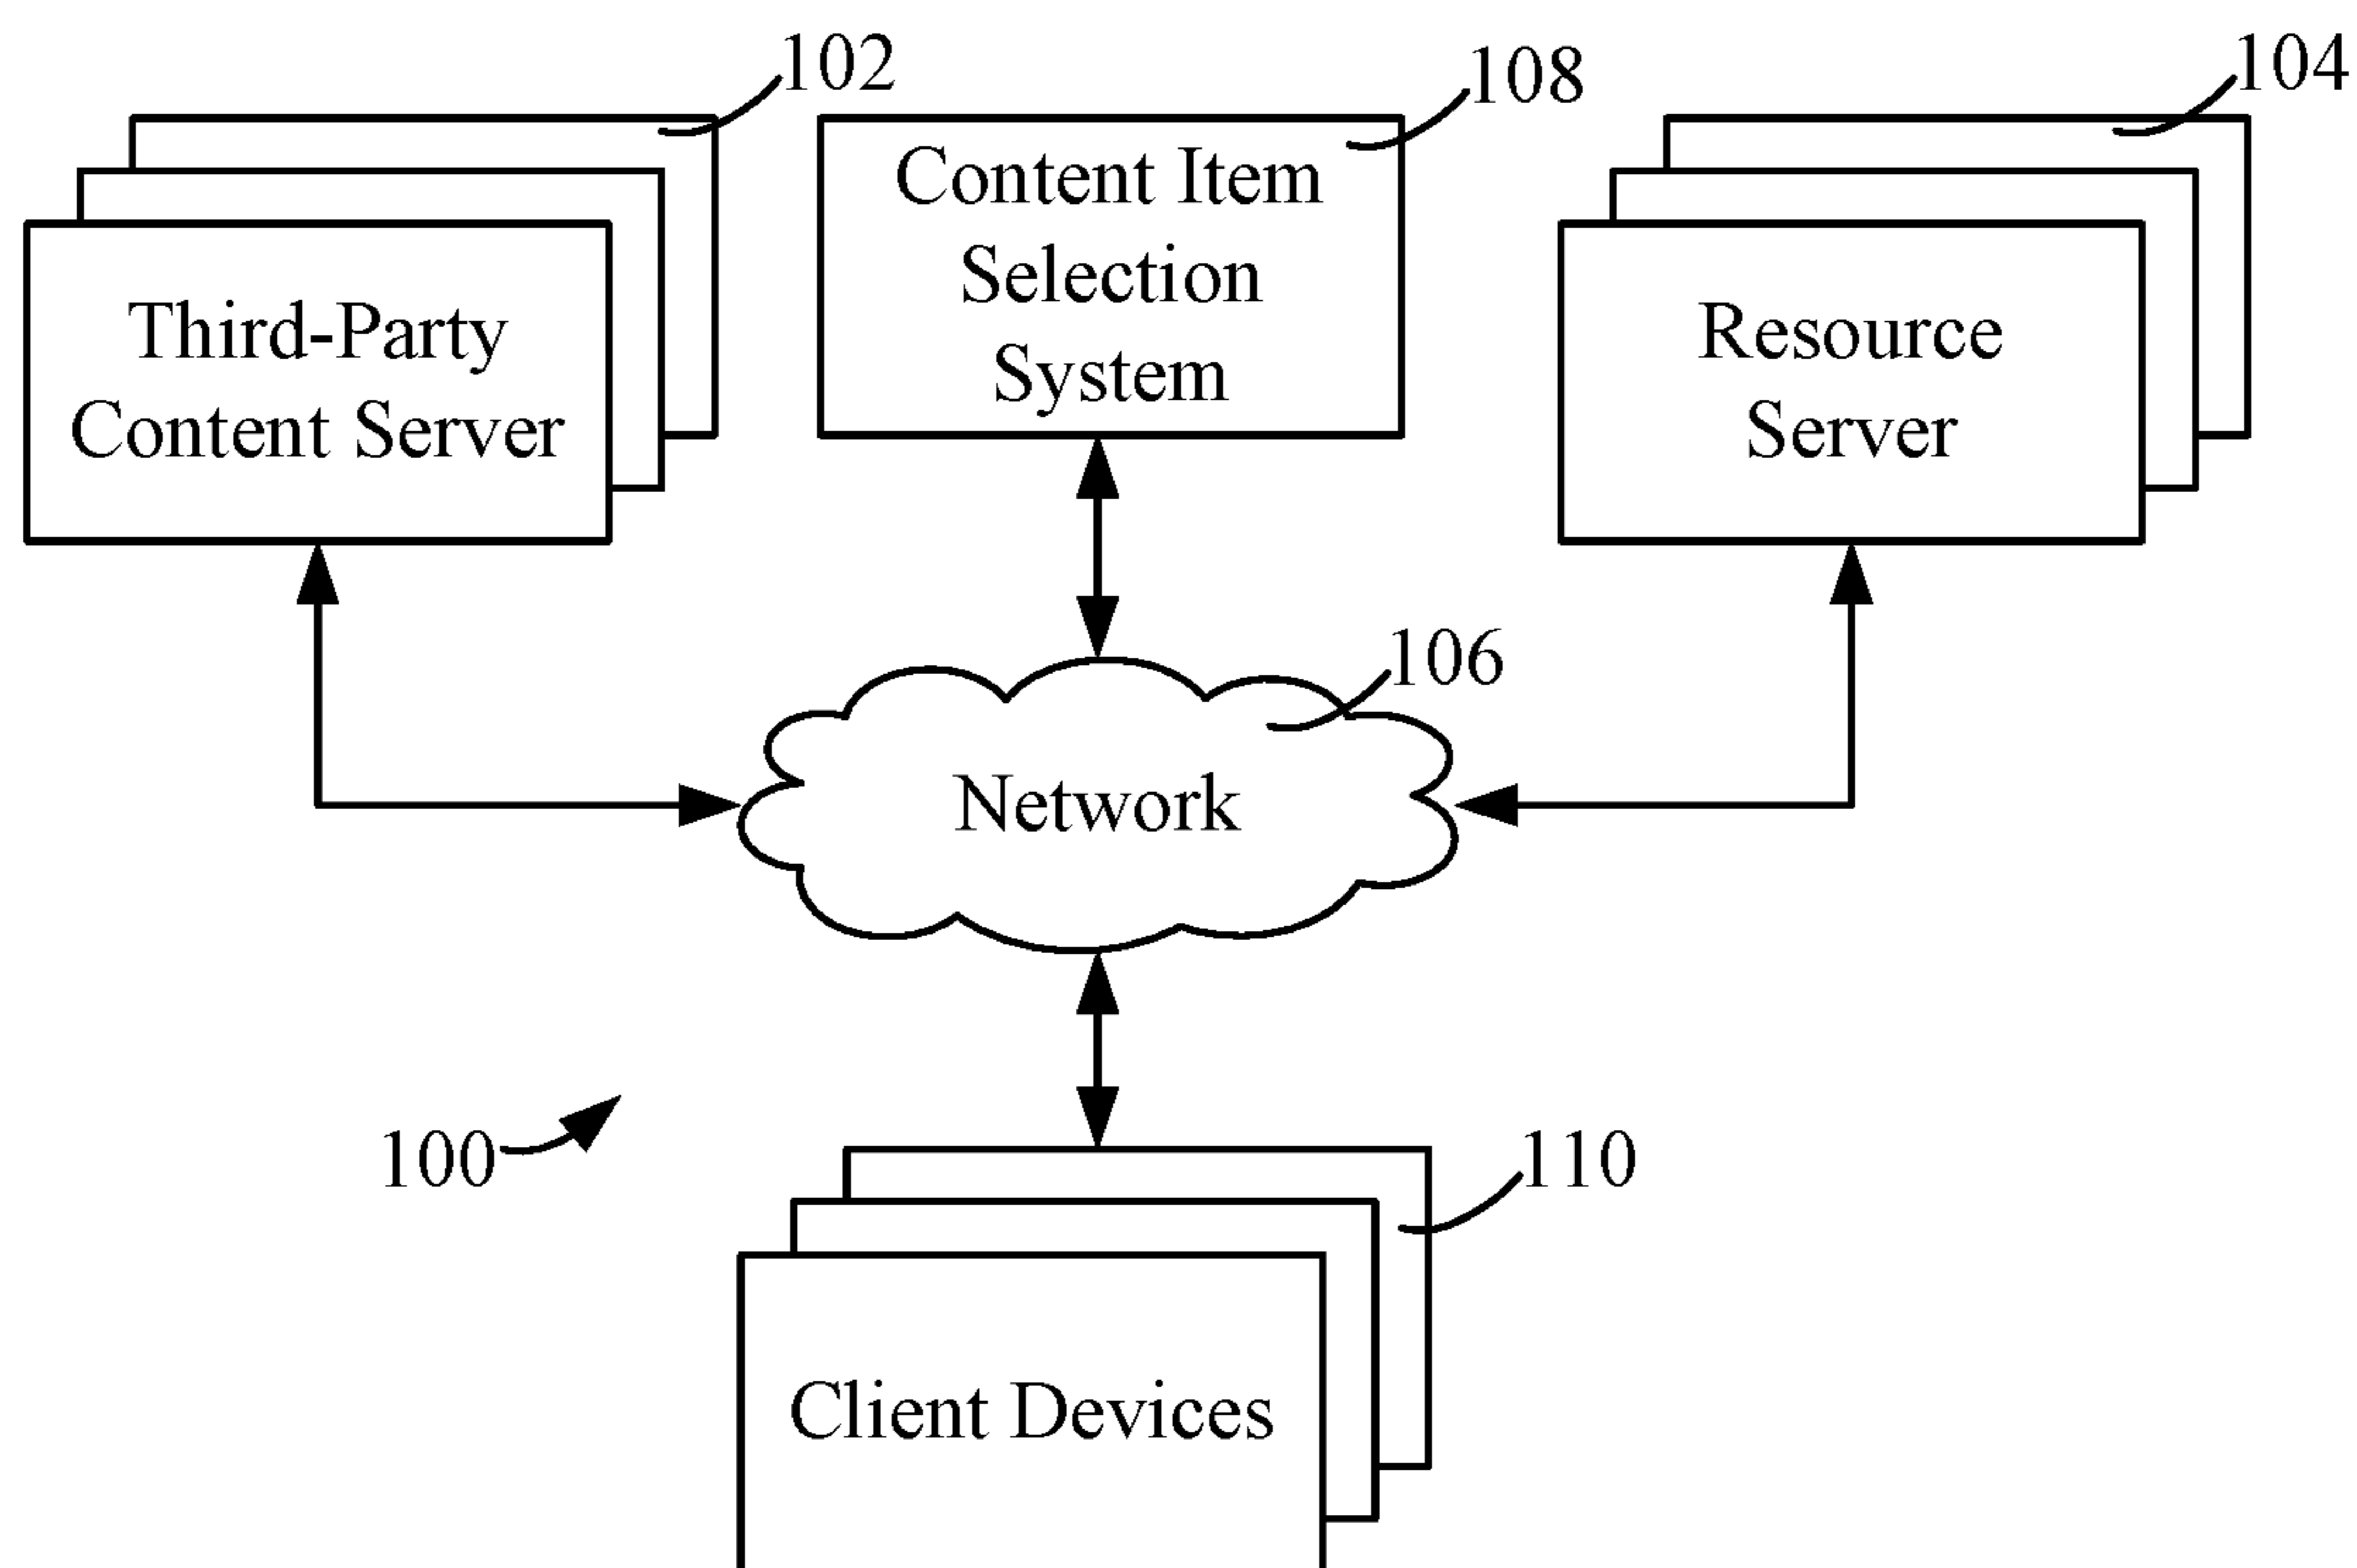 102
108
104
Content Item
Selection
System
Third-Party
Content Server
Resource
Server
106
Network
100
110
Client Devices